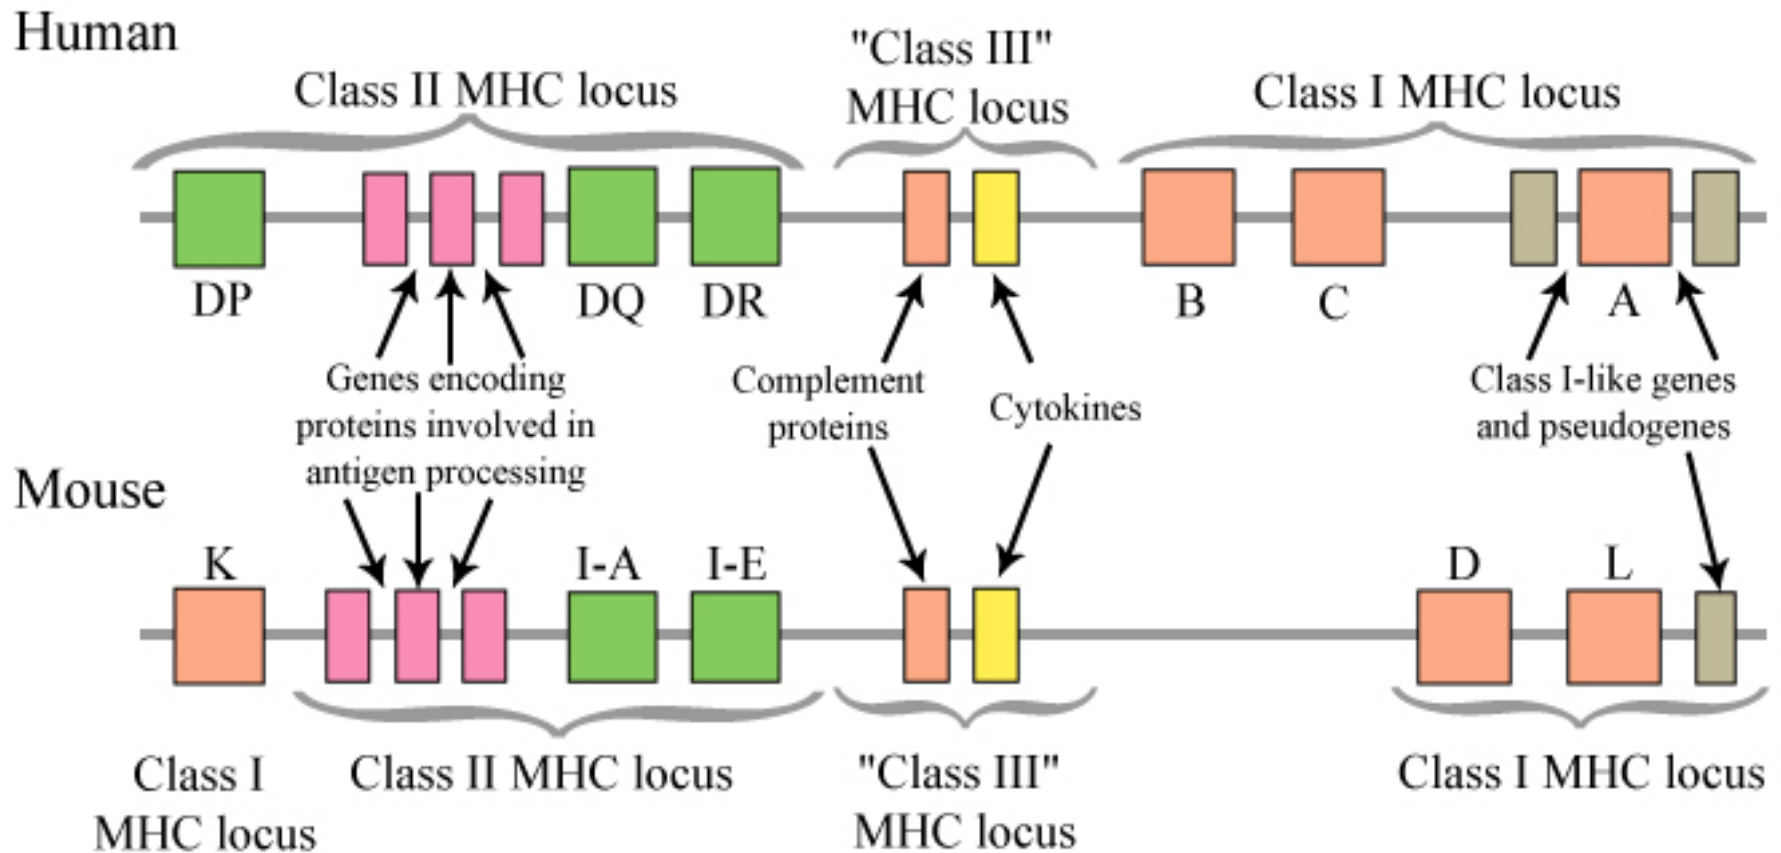 Human
Class II MHC locus
"Class III"
MHC locus
Class I MHC locus
DP
DQ
DR
B
C
A
Genes encoding
proteins involved in
antigen processing
Complement
proteins
Cytokines
Class I-like genes
and pseudogenes
Mouse
K
I-A
I-E
D
L
Class I
MHC locus
Class II MHC locus
"Class III"
MHC locus
Class I MHC locus